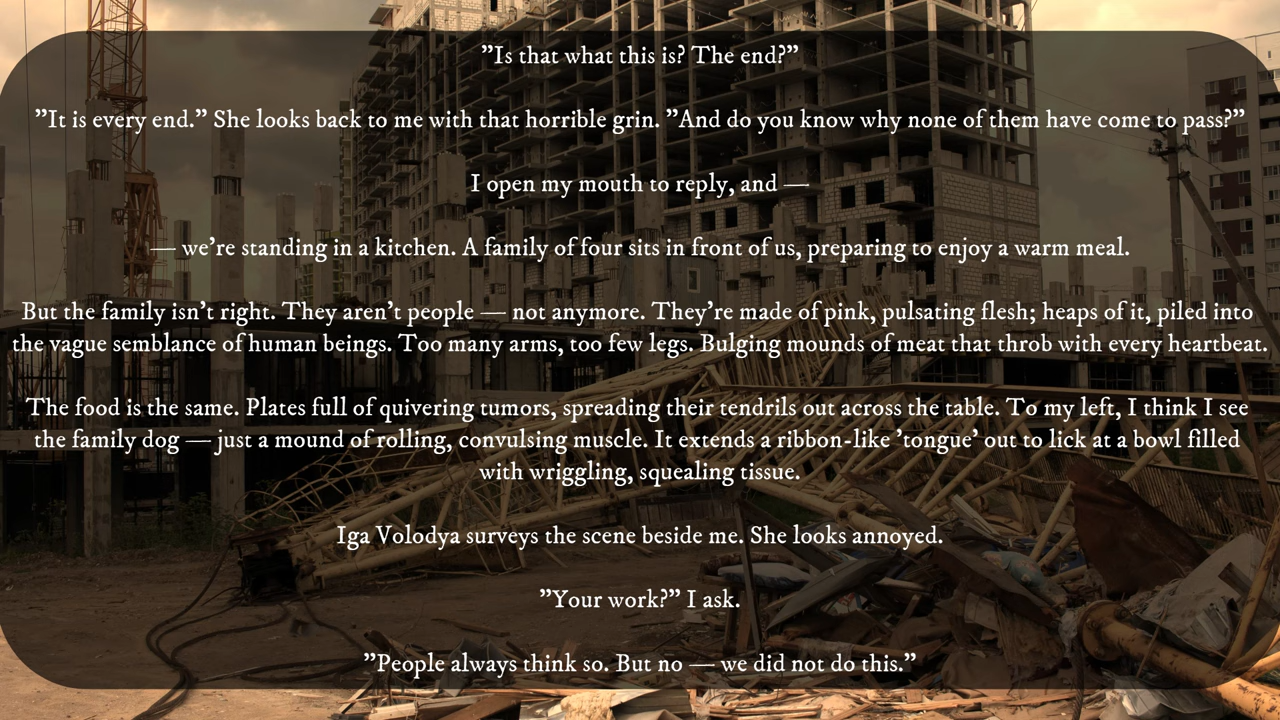 ”Is that what this is? The end?”
”It is every end.” She looks back to me with that horrible grin. ”And do you know why none of them have come to pass?”
I open my mouth to reply, and —
— we’re standing in a kitchen. A family of four sits in front of us, preparing to enjoy a warm meal.
But the family isn’t right. They aren’t people — not anymore. They’re made of pink, pulsating flesh; heaps of it, piled into
the vague semblance of human beings. Too many arms, too few legs. Bulging mounds of meat that throb with every heartbeat.
The food is the same. Plates full of quivering tumors, spreading their tendrils out across the table. To my left, I think I see
the family dog — just a mound of rolling, convulsing muscle. It extends a ribbon-like ’tongue’ out to lick at a bowl filled
with wriggling, squealing tissue.
Iga Volodya surveys the scene beside me. She looks annoyed.
”Your work?” I ask.
”People always think so. But no — we did not do this.”